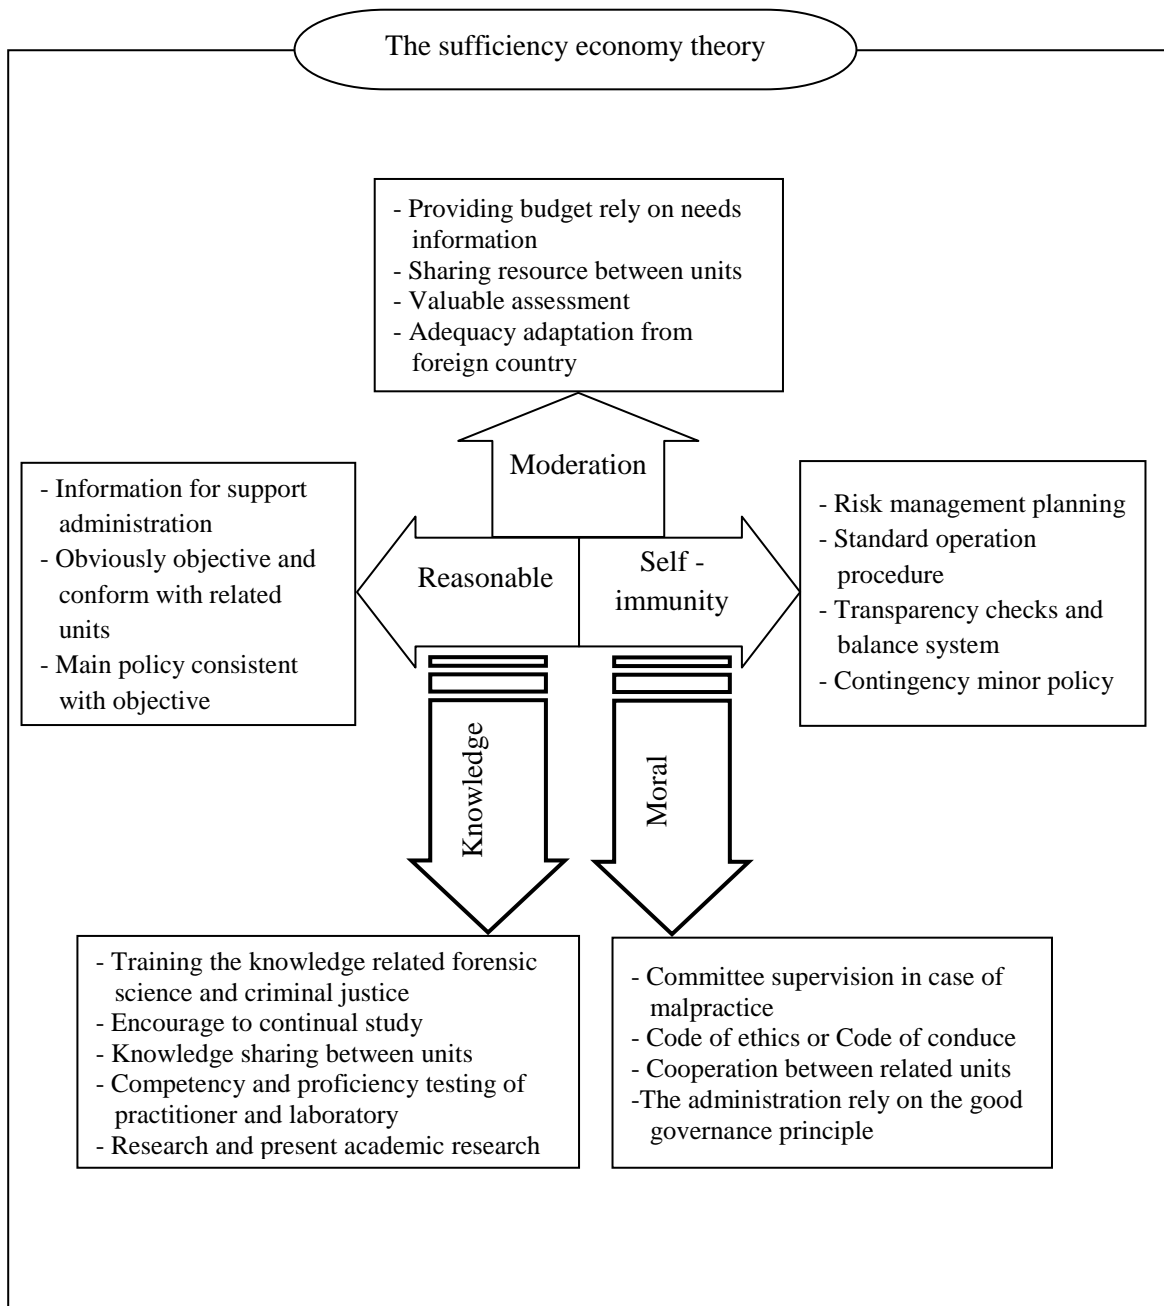 The sufficiency economy theory
- Providing budget rely on needs
information
- Sharing resource between units
- Valuable assessment
- Adequacy adaptation from
foreign country
Moderation
- Information for support
administration
- Obviously objective and
conform with related
units
- Main policy consistent
with objective
Reasonable
Self -
immunity
- Risk management planning
- Standard operation
procedure
- Transparency checks and
balance system
- Contingency minor policy
Knowledge
Moral
- Training the knowledge related forensic
science and criminal justice
- Encourage to continual study
- Knowledge sharing between units
- Competency and proficiency testing of
practitioner and laboratory
- Research and present academic research
- Committee supervision in case of
malpractice
- Code of ethics or Code of conduce
- Cooperation between related units
-The administration rely on the good
governance principle